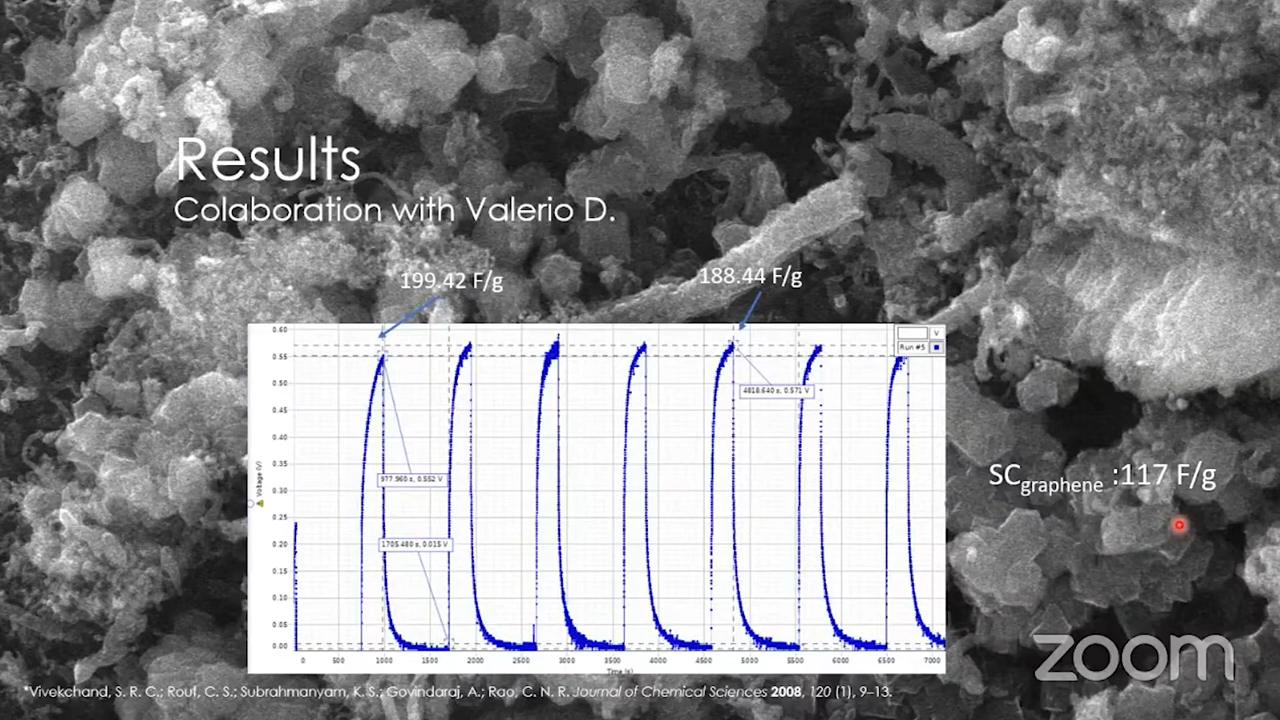 Results
Colaboration with Valerio D.
199.42 F/g
188.44 F/g
0.60
0.55
0.50
0.45
0.40
0.35
0.30
0.25
0.20
0.15
0.10
0.05
0.00
Voltage (V)
V
Run #5
4818.640 s, 0.571 V
977.960 s, 0.552 V
1705.480 s, 0.015 V
0 500 1000 1500 2000 2500 3000 3500 4000 4500 5000 5500 6000 6500 7000
Time (s)
SCgraphene :117 F/g
zoom
*Vivekchand, S. R. C.; Rout, C. S.; Subrahmanyam, K. S.; Govindaraj, A.; Rao, C. N. R. Journal of Chemical Sciences 2008, 120 (1), 9–13.